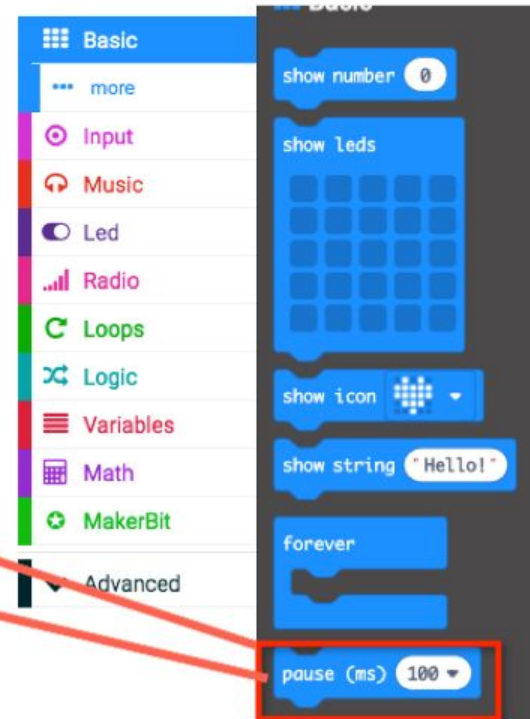 Basic
more
Input
Music
Led
Radio
Loops
Logic
Variables
Math
MakerBit
Advanced
Basic
show number 0
show leds
show icon
show string "Hello!"
forever
pause (ms) 100